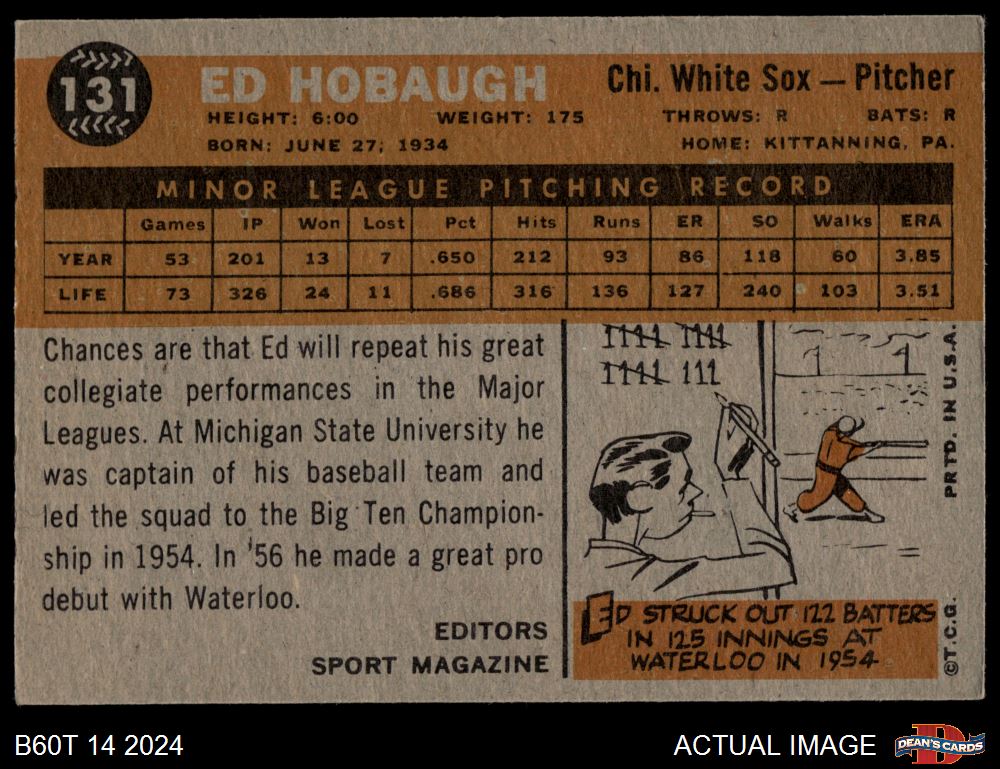 131
ED HOBAUGH
Chi. White Sox — Pitcher
HEIGHT: 6:00 WEIGHT: 175 THROWS: R BATS: R
BORN: JUNE 27, 1934 HOME: KITTANNING, PA.
MINOR LEAGUE PITCHING RECORD
Games IP Won Lost Pct Hits Runs ER SO Walks ERA
YEAR 53 201 13 7 .650 212 93 86 118 60 3.85
LIFE 73 326 24 11 .686 316 136 127 240 103 3.51
Chances are that Ed will repeat his great
collegiate performances in the Major
Leagues. At Michigan State University he
was captain of his baseball team and
led the squad to the Big Ten Champion-
ship in 1954. In '56 he made a great pro
debut with Waterloo.
EDITORS
SPORT MAGAZINE
ED STRUCK OUT 122 BATTERS
IN 125 INNINGS AT
WATERLOO IN 1954
©T.C.G. PRTD. IN U.S.A.
B60T 14 2024
ACTUAL IMAGE
D
DEAN'S CARDS